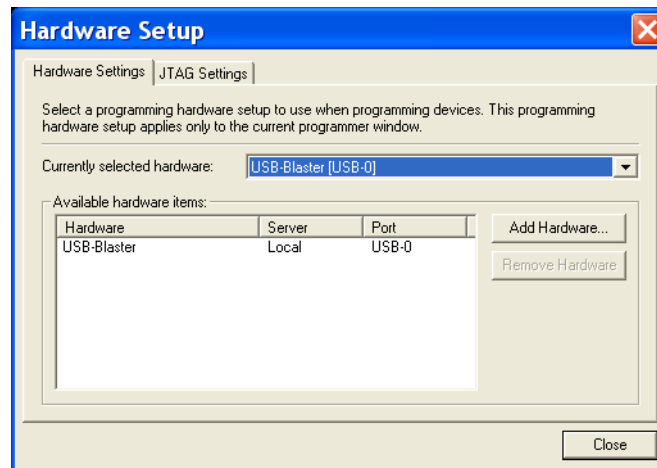 Hardware Setup
Hardware Settings
JTAG Settings
Select a programming hardware setup to use when programming devices. This programming
hardware setup applies only to the current programmer window.
Currently selected hardware:
USB-Blaster [USB-0]
Available hardware items:
Hardware Server Port
USB-Blaster Local USB-0
Add Hardware...
Remove Hardware
Close